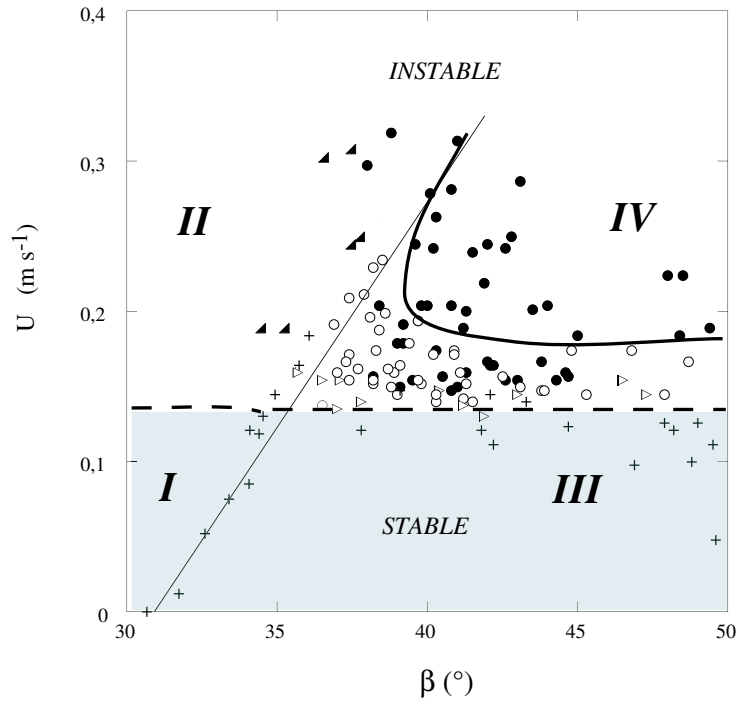 0,4
INSTABLE
0,3
II
IV
U (m s-1)
0,2
0,1
I
III
STABLE
0
30
35
40
45
50
β (°)